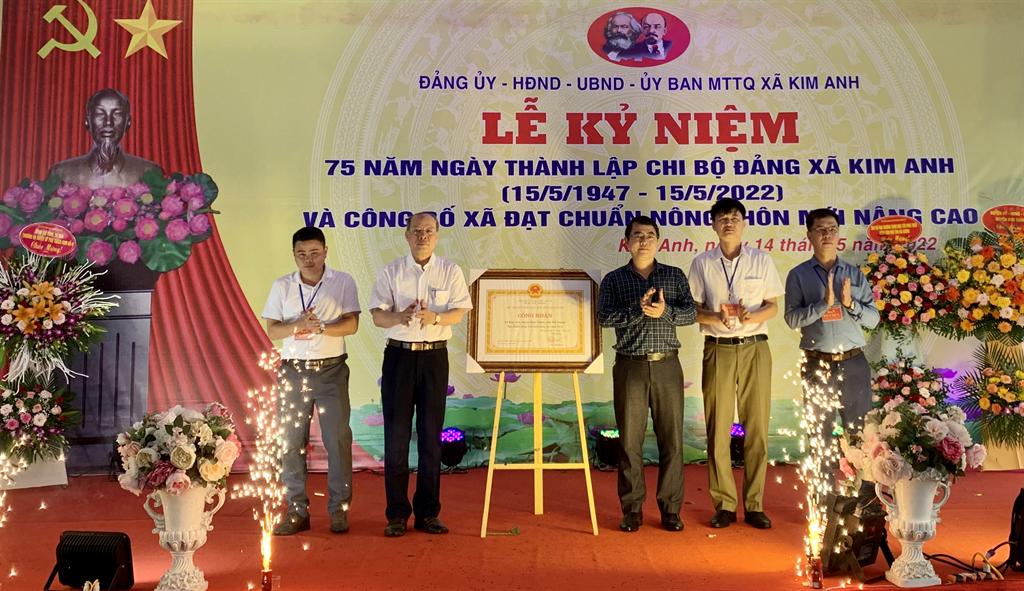 ĐẢNG ỦY - HĐND - UBND - ỦY BAN MTTQ XÃ KIM ANH
LỄ KỶ NIỆM
75 NĂM NGÀY THÀNH LẬP CHI BỘ ĐẢNG XÃ KIM ANH
(15/5/1947 - 15/5/2022)
VÀ CÔNG BỐ XÃ ĐẠT CHUẨN NÔNG THÔN MỚI NÂNG CAO
Anh, ngày 14 tháng 5 năm 2022
CÔNG NHẬN
Chúc Mừng!